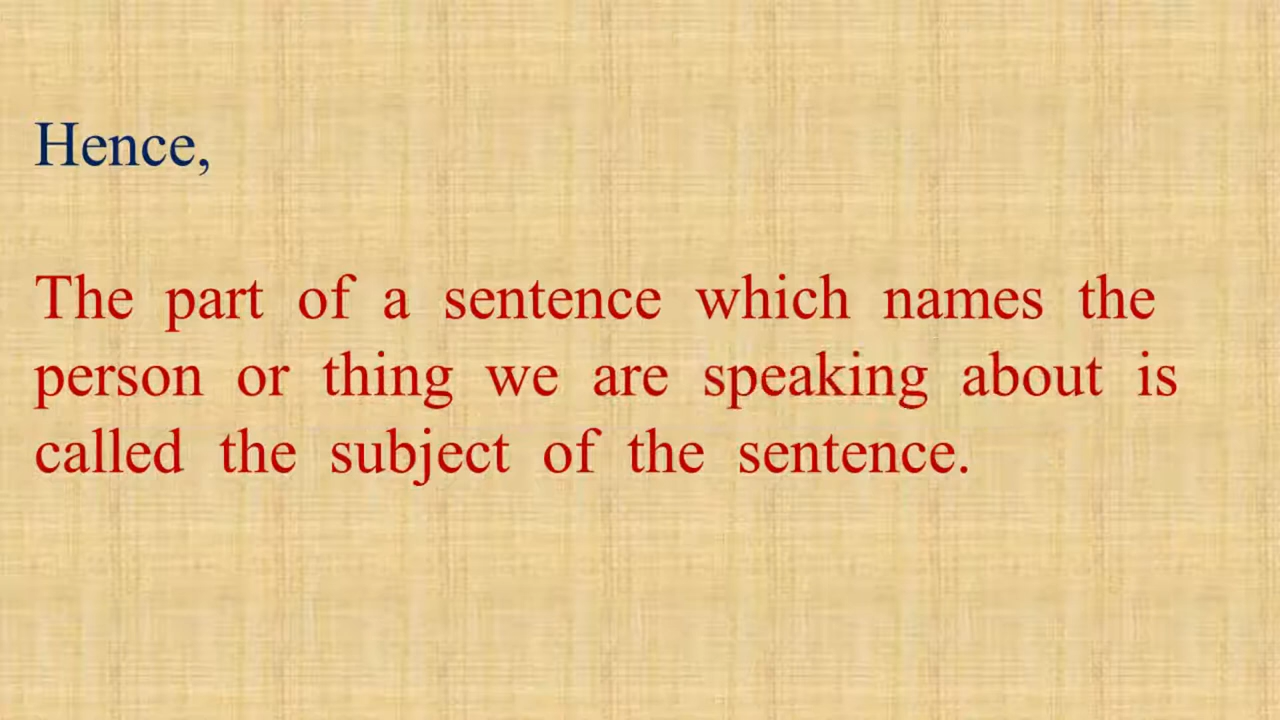 Hence,
The part of a sentence which names the
person or thing we are speaking about is
called the subject of the sentence.